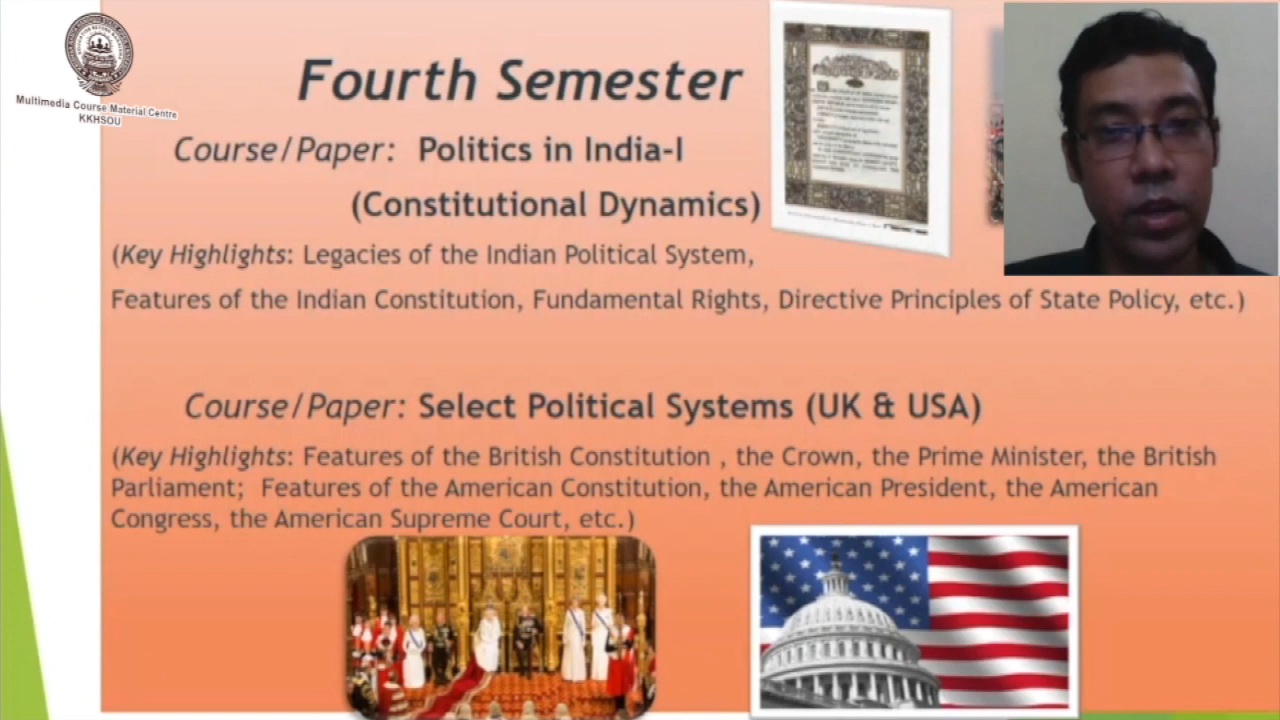 Multimedia Course Material Centre
KKHSOU
Fourth Semester
Course/Paper: Politics in India-I
(Constitutional Dynamics)
(Key Highlights: Legacies of the Indian Political System,
Features of the Indian Constitution, Fundamental Rights, Directive Principles of State Policy, etc.)
Course/Paper: Select Political Systems (UK & USA)
(Key Highlights: Features of the British Constitution , the Crown, the Prime Minister, the British
Parliament; Features of the American Constitution, the American President, the American
Congress, the American Supreme Court, etc.)